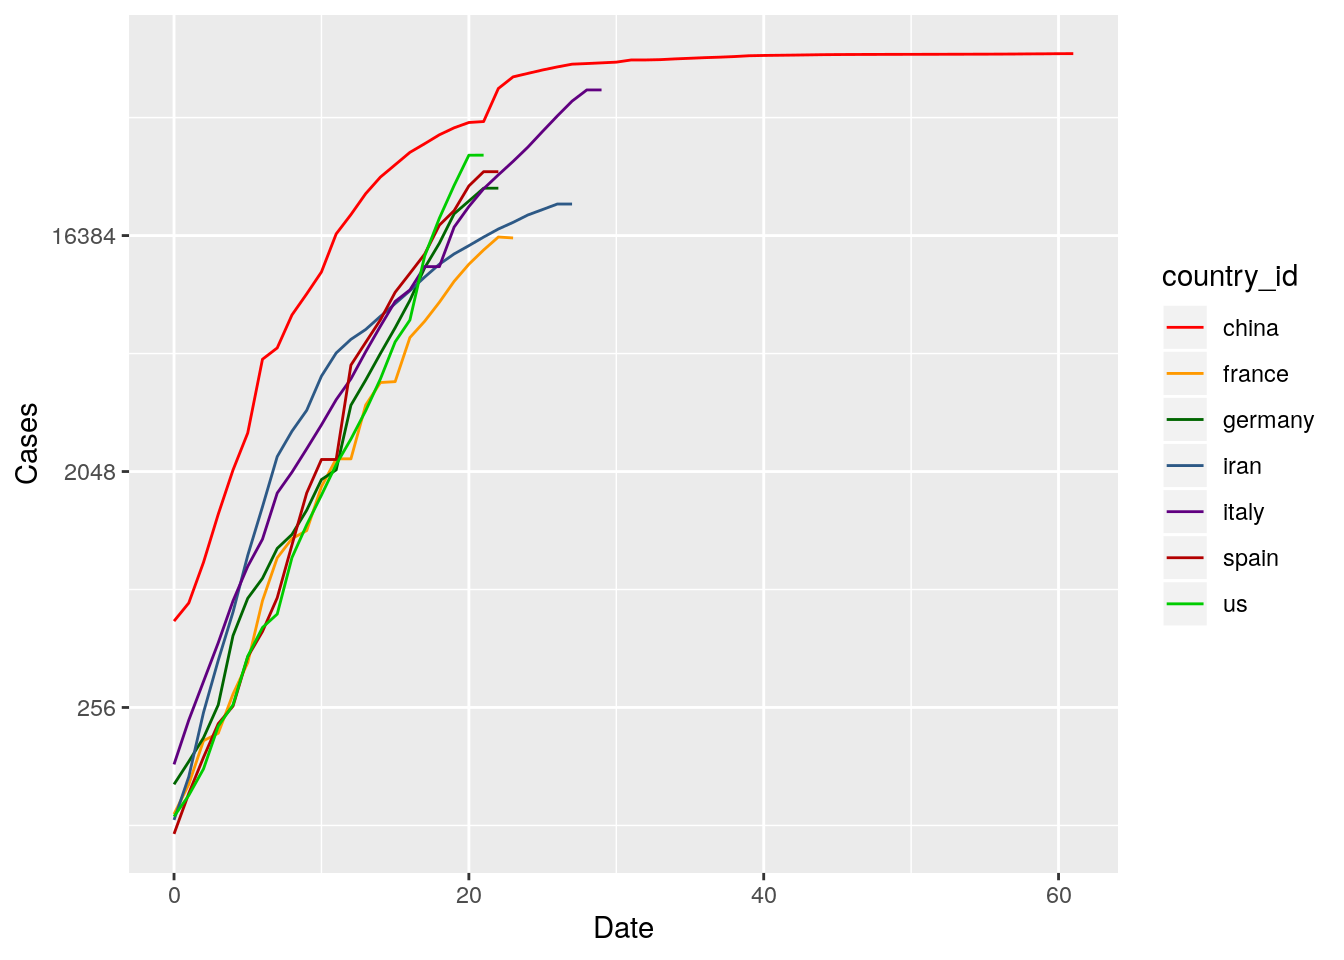 Cases
16384
2048
256
0 20 40 60
Date
country_id
china
france
germany
iran
italy
spain
us